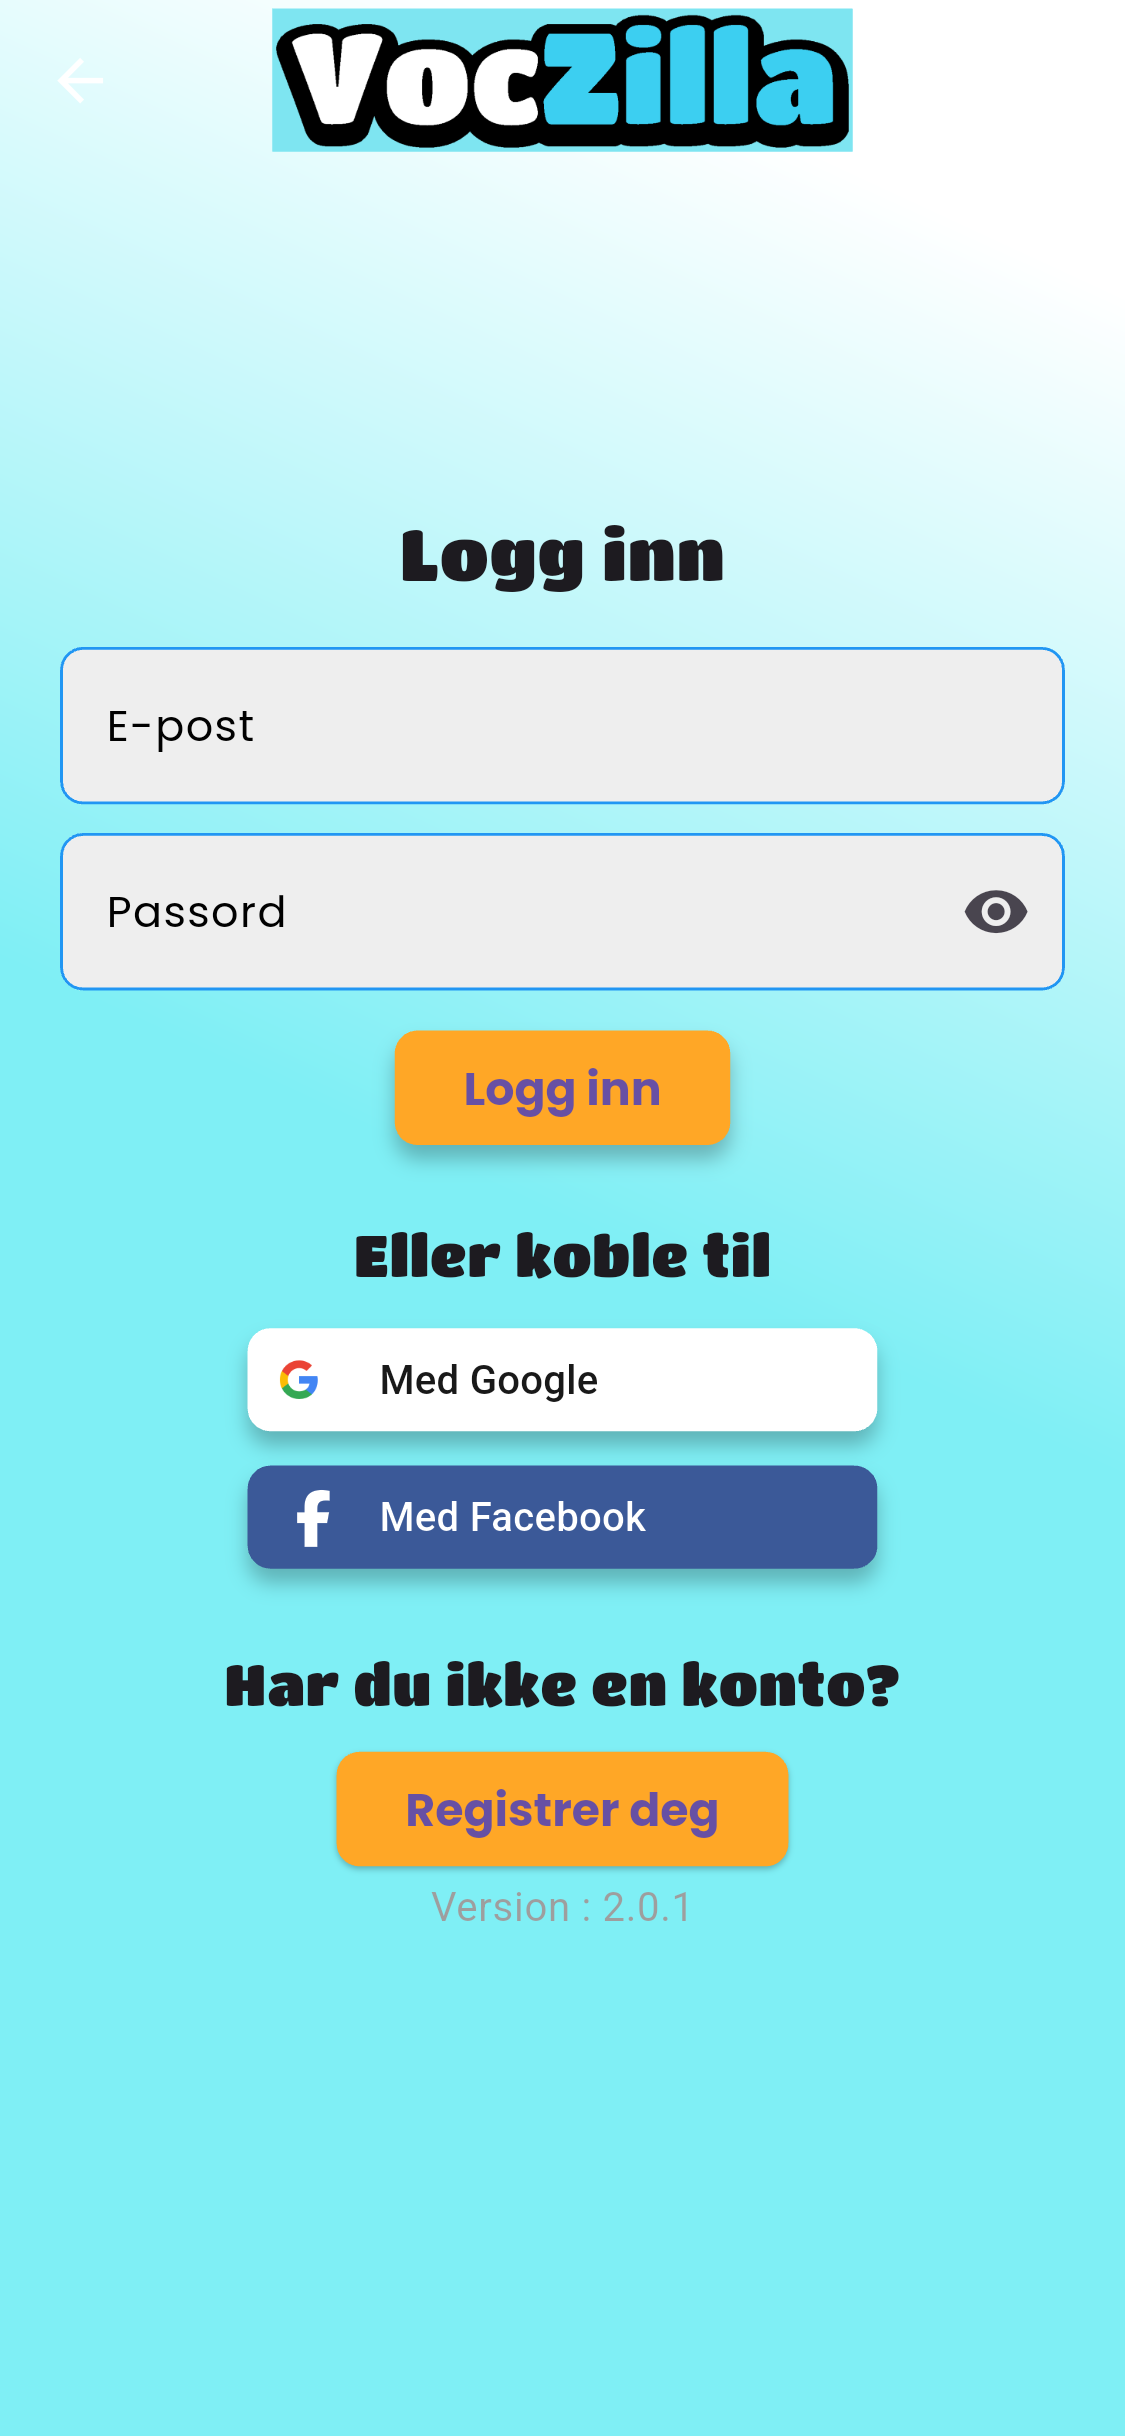 VocZilla
Logg inn
E-post
Passord
Logg inn
Eller koble til
Med Google
Med Facebook
Har du ikke en konto?
Registrer deg
Version : 2.0.1